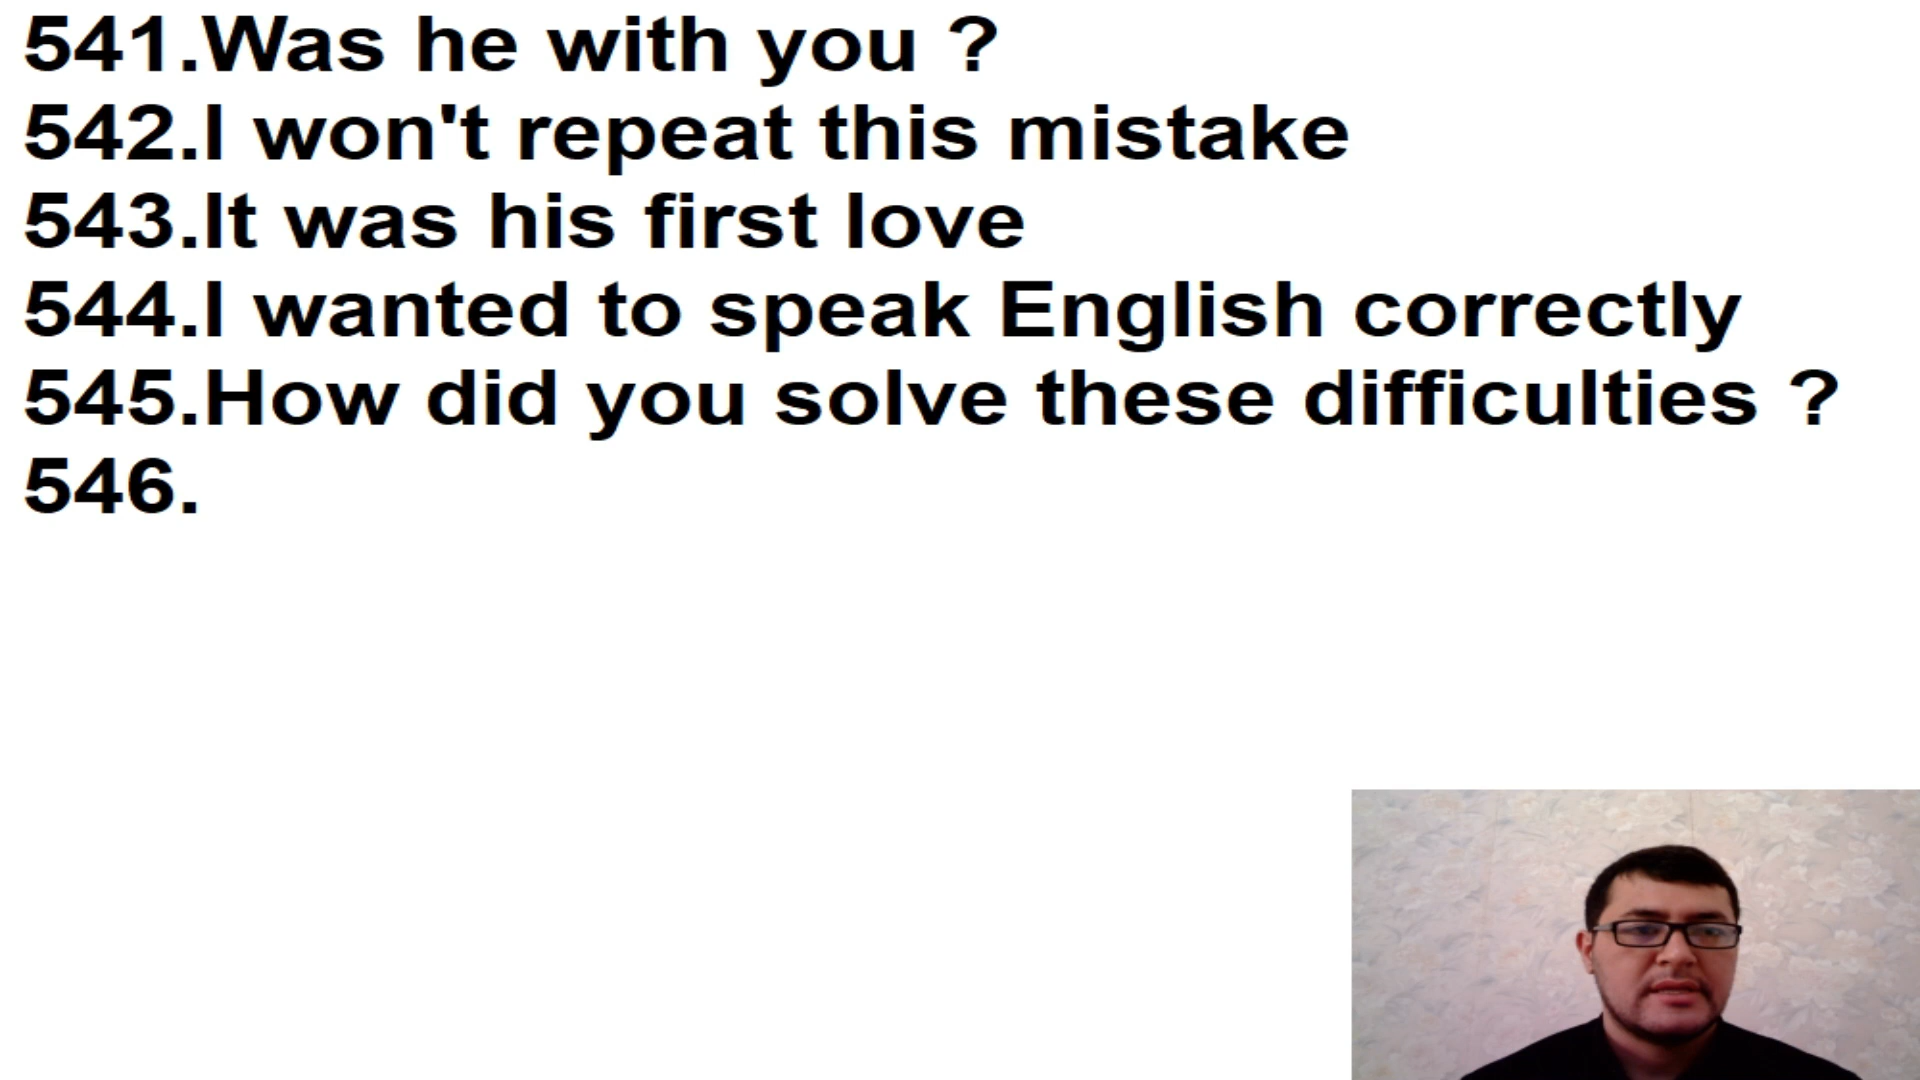 541.Was he with you ?
542.I won't repeat this mistake
543.It was his first love
544.I wanted to speak English correctly
545.How did you solve these difficulties ?
546.